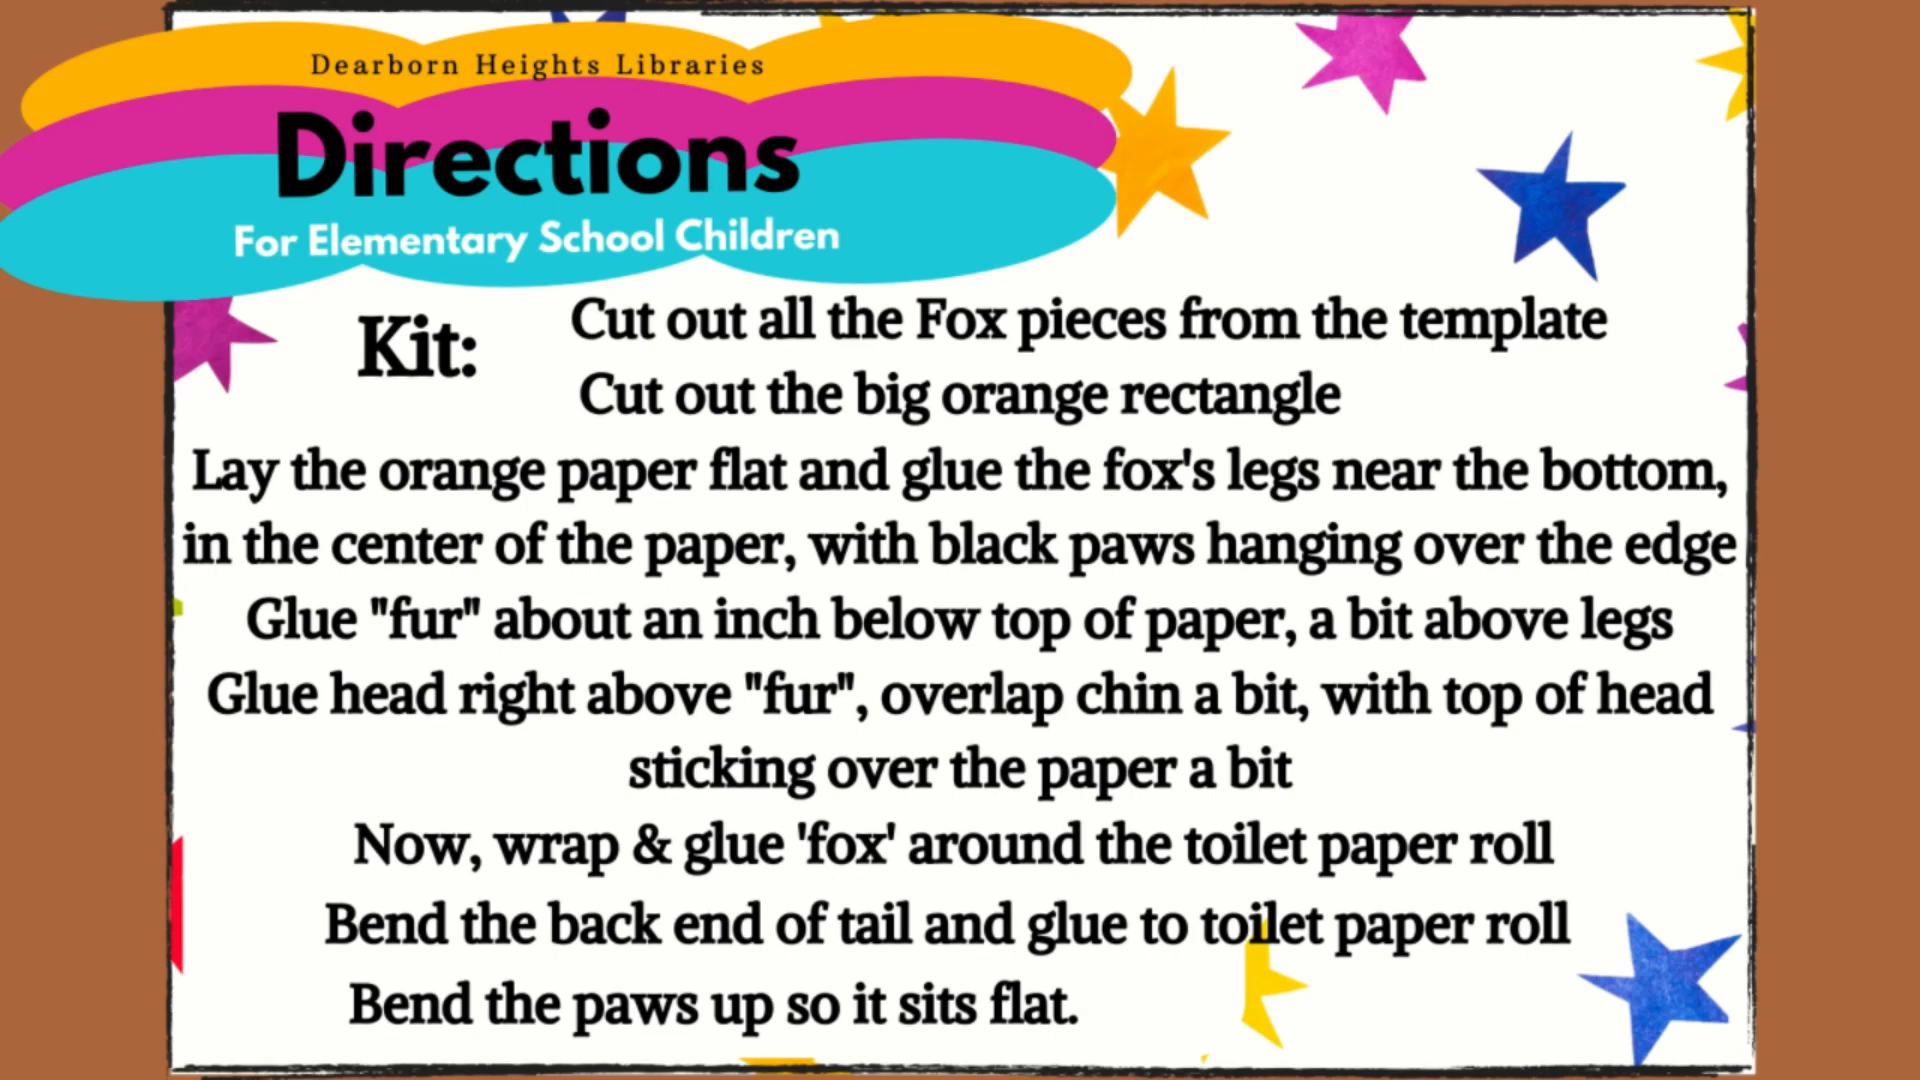 Dearborn Heights Libraries
Directions
For Elementary School Children
Kit:
Cut out all the Fox pieces from the template
Cut out the big orange rectangle
Lay the orange paper flat and glue the fox's legs near the bottom,
in the center of the paper, with black paws hanging over the edge
Glue "fur" about an inch below top of paper, a bit above legs
Glue head right above "fur", overlap chin a bit, with top of head
sticking over the paper a bit
Now, wrap & glue 'fox' around the toilet paper roll
Bend the back end of tail and glue to toilet paper roll
Bend the paws up so it sits flat.